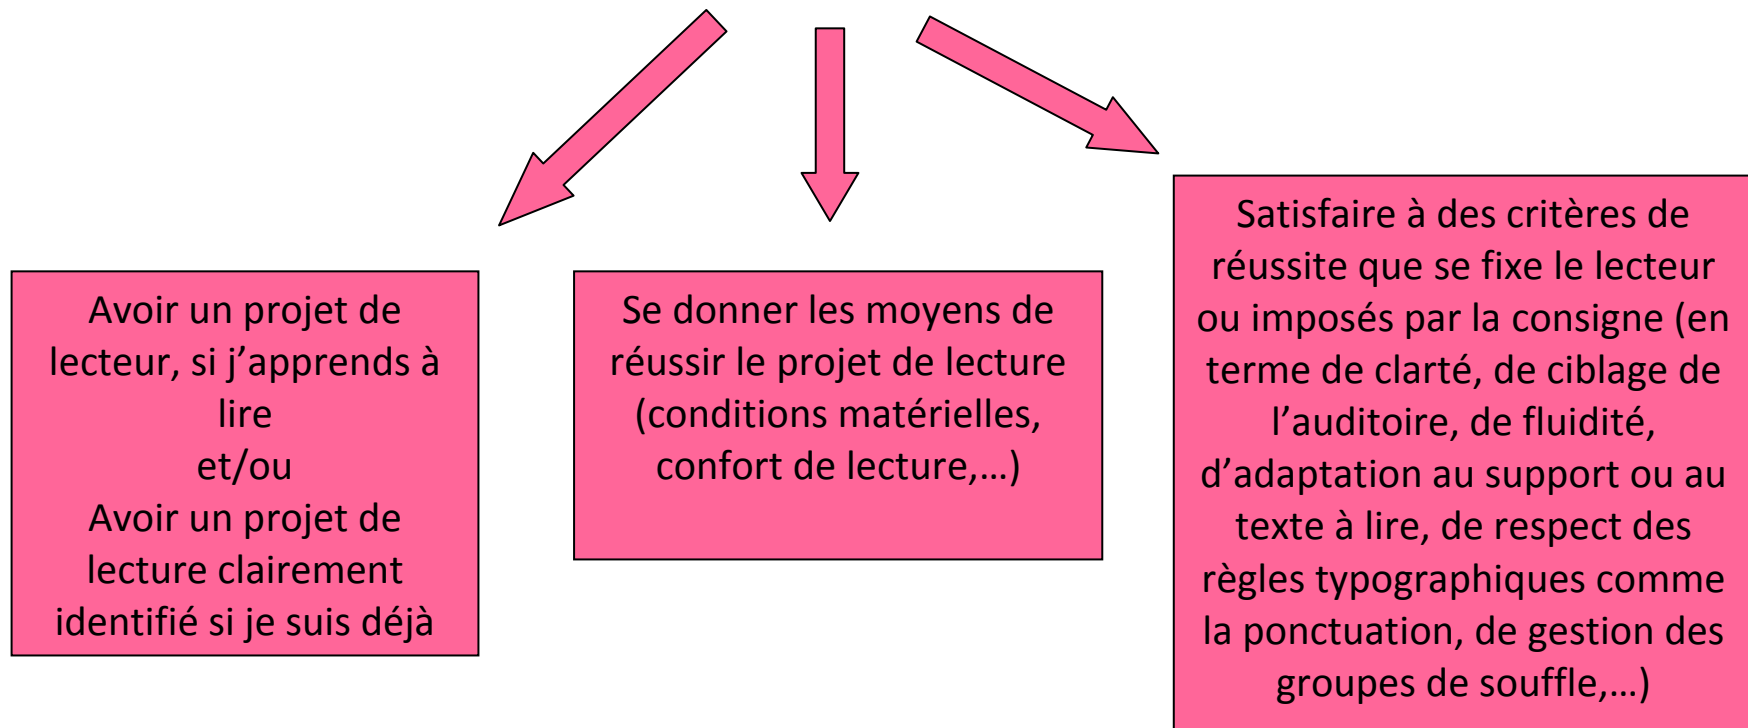 Avoir un projet de
lecteur, si j’apprends à
lire
et/ou
Avoir un projet de
lecture clairement
identifié si je suis déjà
Se donner les moyens de
réussir le projet de lecture
(conditions matérielles,
confort de lecture,…)
Satisfaire à des critères de
réussite que se fixe le lecteur
ou imposés par la consigne (en
terme de clarté, de ciblage de
l’auditoire, de fluidité,
d’adaptation au support ou au
texte à lire, de respect des
règles typographiques comme
la ponctuation, de gestion des
groupes de souffle,…)